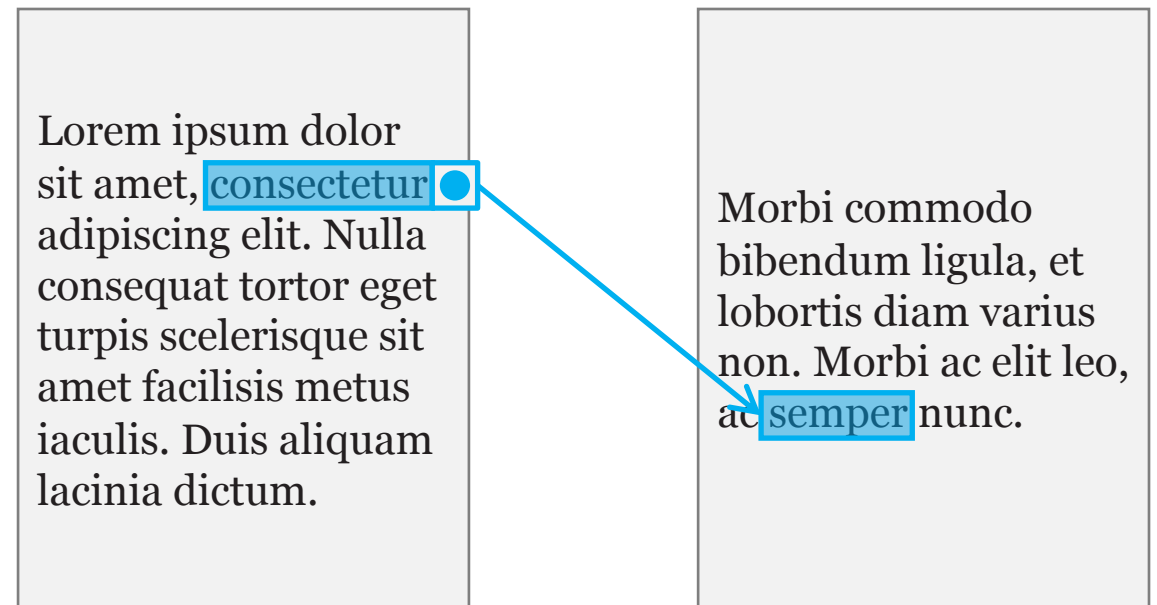 Lorem ipsum dolor
sit amet, consectetur
adipiscing elit. Nulla
consequat tortor eget
turpis scelerisque sit
amet facilisis metus
iaculis. Duis aliquam
lacinia dictum.
Morbi commodo
bibendum ligula, et
lobortis diam varius
non. Morbi ac elit leo,
ac semper nunc.